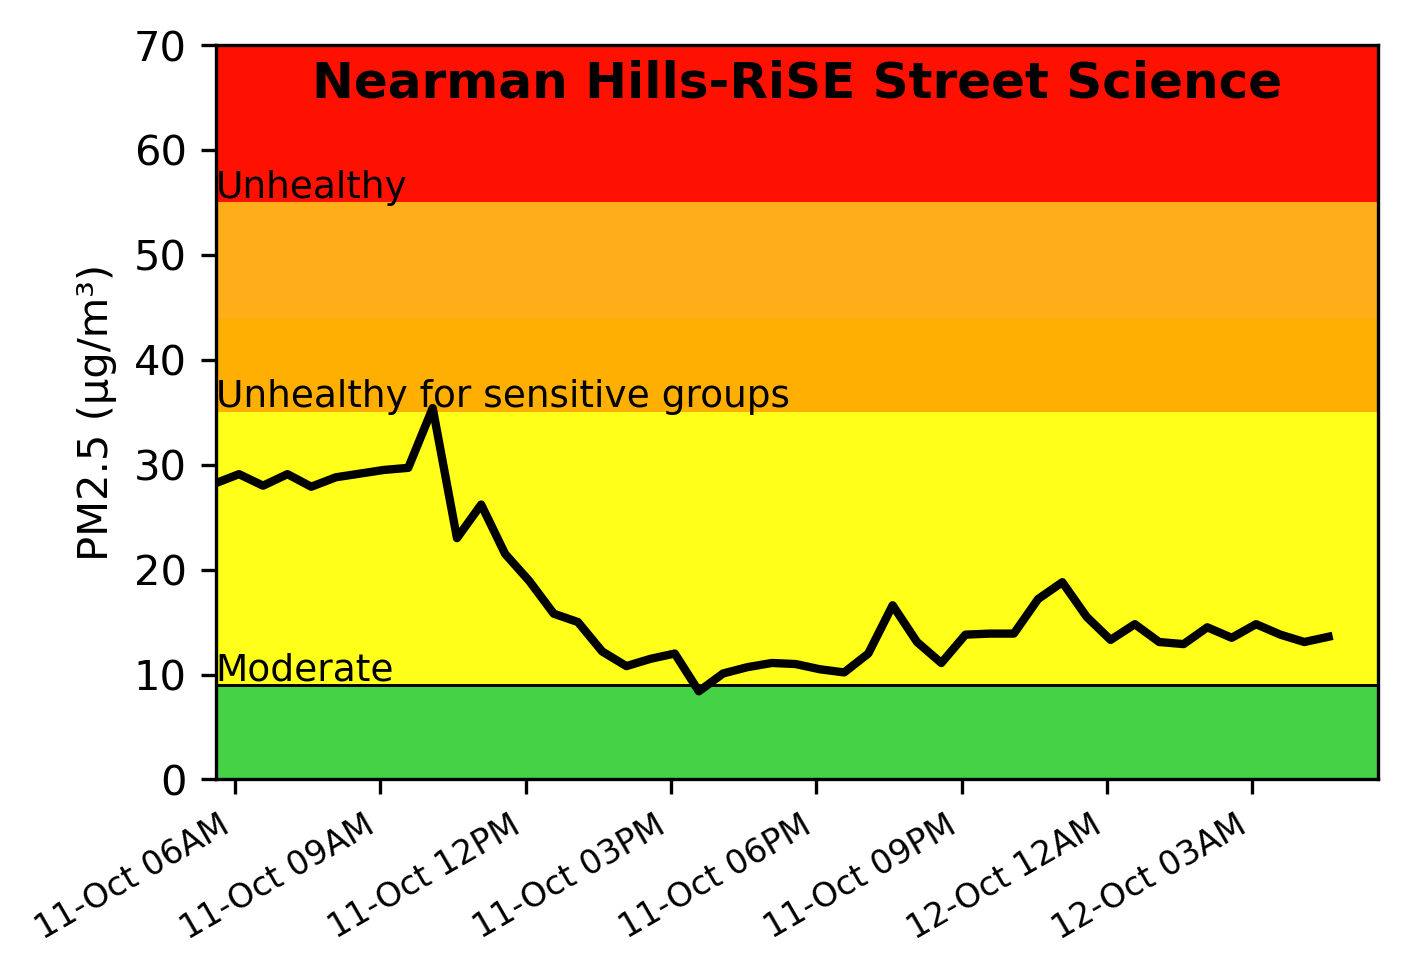 Nearman Hills-RiSE Street Science
PM2.5 (µg/m³)
70
60
Unhealthy
50
40
Unhealthy for sensitive groups
30
20
10
Moderate
0
11-Oct 06AM
11-Oct 09AM
11-Oct 12PM
11-Oct 03PM
11-Oct 06PM
11-Oct 09PM
12-Oct 12AM
12-Oct 03AM